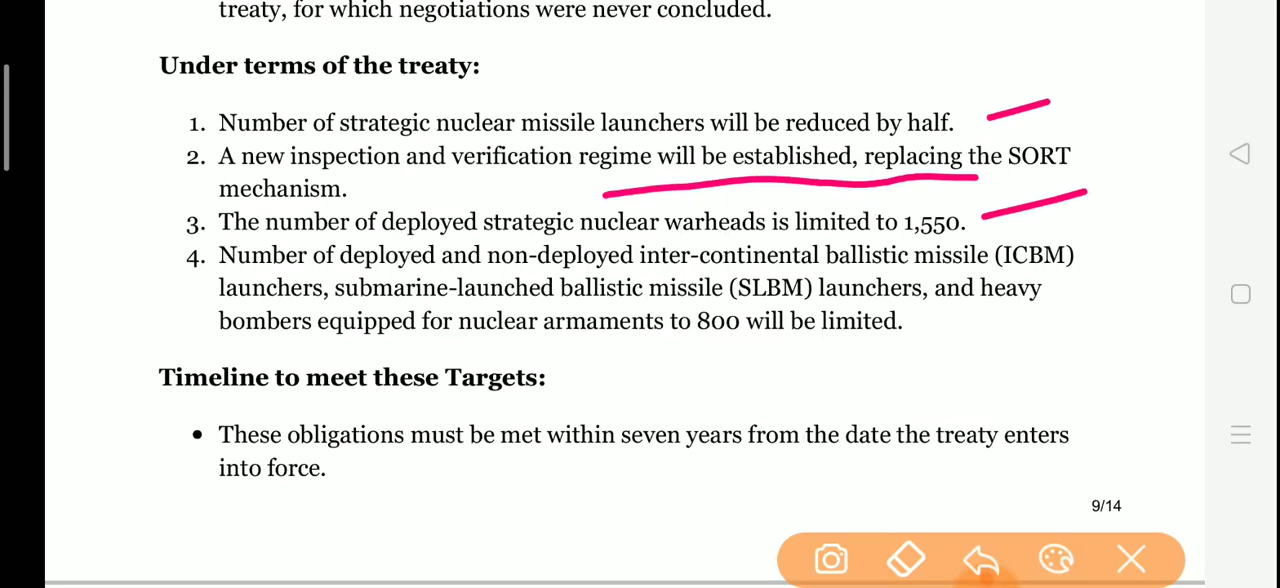 treaty, for which negotiations were never concluded.
Under terms of the treaty:
1. Number of strategic nuclear missile launchers will be reduced by half.
2. A new inspection and verification regime will be established, replacing the SORT
mechanism.
3. The number of deployed strategic nuclear warheads is limited to 1,550.
4. Number of deployed and non-deployed inter-continental ballistic missile (ICBM)
launchers, submarine-launched ballistic missile (SLBM) launchers, and heavy
bombers equipped for nuclear armaments to 800 will be limited.
Timeline to meet these Targets:
• These obligations must be met within seven years from the date the treaty enters
into force.
9/14